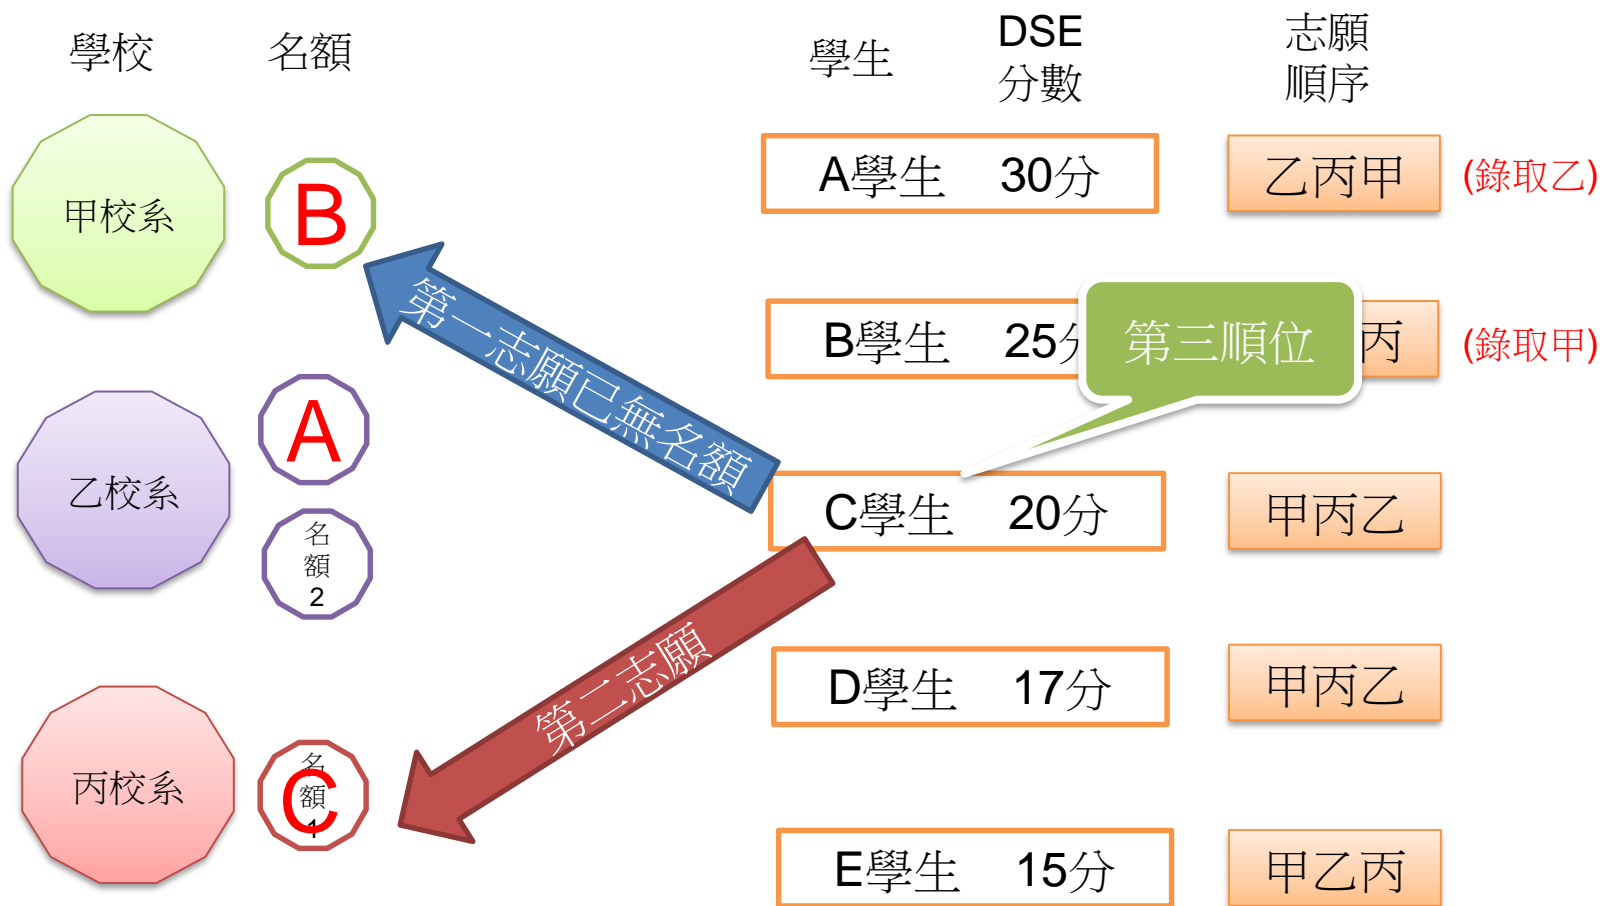 學校
名額
學生
DSE
分數
志願
順序
甲校系
B
A學生 30分
乙丙甲
(錄取乙)
第一志願已無名額
B學生 25分
第三順位
丙
(錄取甲)
乙校系
A
名
額
2
C學生 20分
甲丙乙
第二志願
D學生 17分
甲丙乙
丙校系
名
額
1
C
E學生 15分
甲乙丙